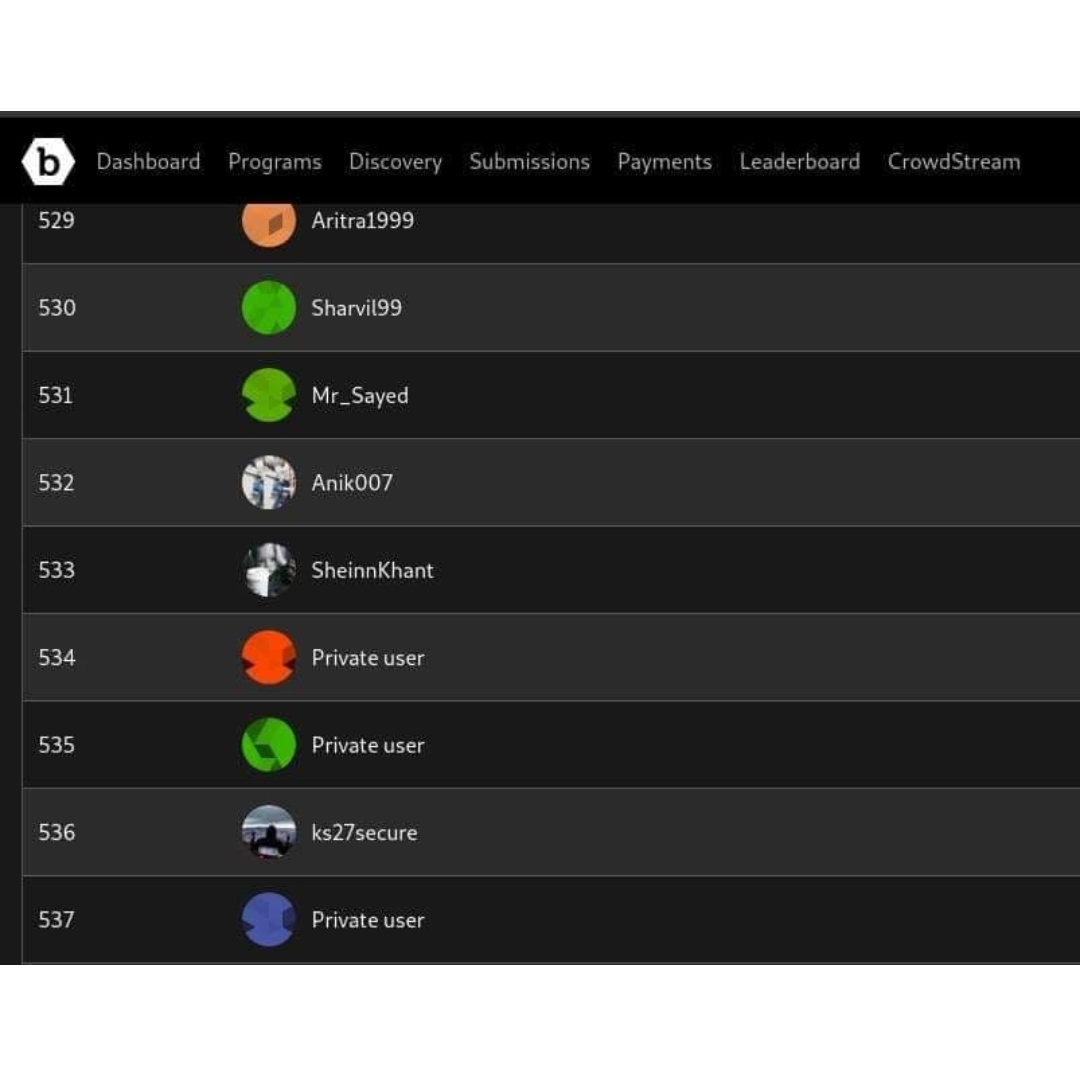 b Dashboard Programs Discovery Submissions Payments Leaderboard CrowdStream
529 Aritra1999
530 Sharvil99
531 Mr_Sayed
532 Anik007
533 SheinnKhant
534 Private user
535 Private user
536 ks27secure
537 Private user